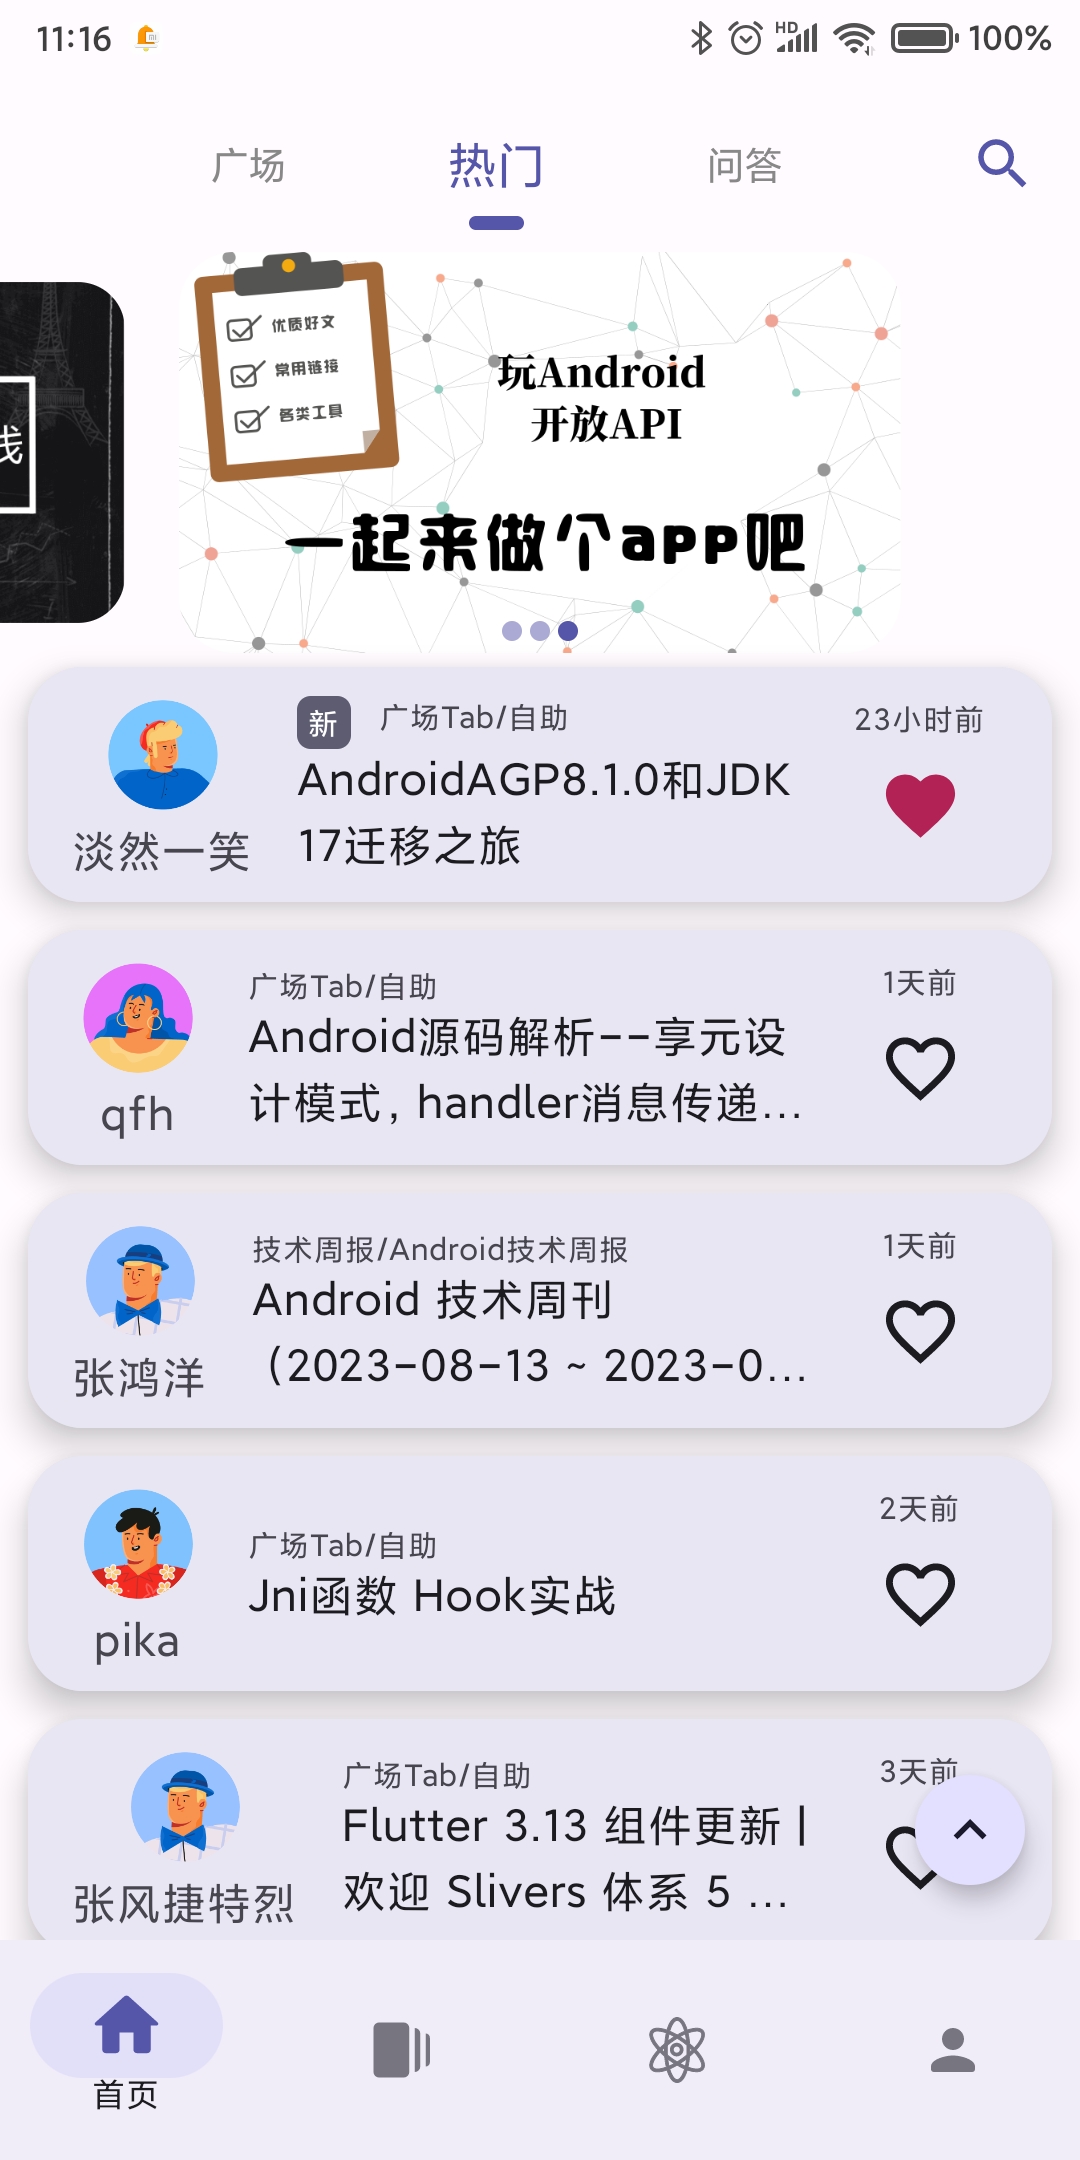 11:16
HD
100%
广场
热门
问答
优质好文
常用链接
各类工具
玩Android
开放API
一起来做个app吧
新
广场Tab/自助
23小时前
AndroidAGP8.1.0和JDK
17迁移之旅
淡然一笑
广场Tab/自助
1天前
Android源码解析--享元设
计模式，handler消息传递...
qfh
技术周报/Android技术周报
1天前
Android 技术周刊
（2023-08-13 ~ 2023-0...
张鸿洋
广场Tab/自助
2天前
Jni函数 Hook实战
pika
广场Tab/自助
3天前
Flutter 3.13 组件更新 |
欢迎 Slivers 体系 5 ...
张风捷特烈
首页